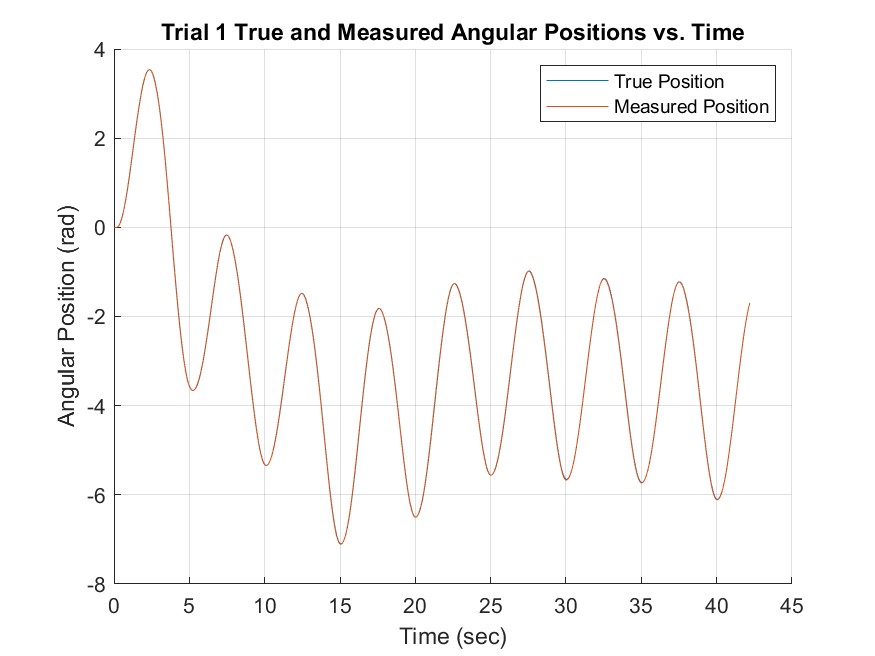 Trial 1 True and Measured Angular Positions vs. Time
True Position
Measured Position
Angular Position (rad)
4
2
0
-2
-4
-6
-8
0 5 10 15 20 25 30 35 40 45
Time (sec)